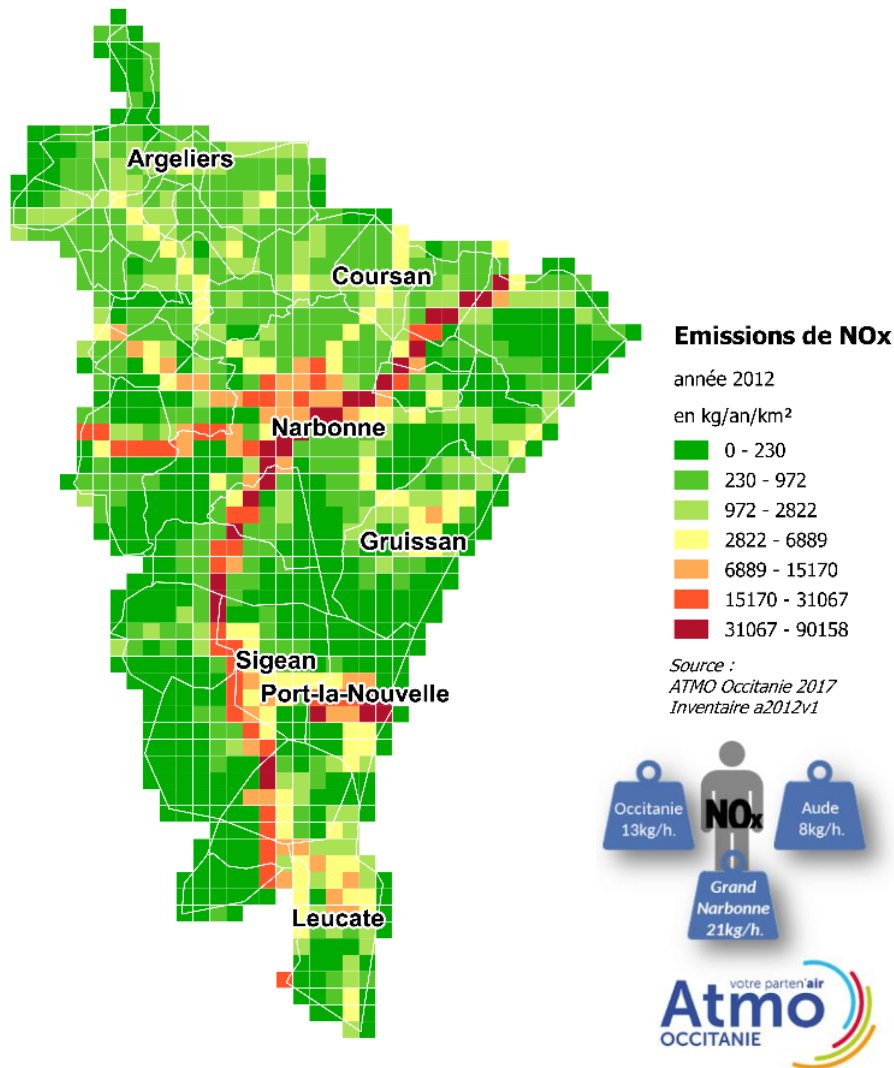 Argeliers
Coursan
Narbonne
Gruissan
Sigean
Port-la-Nouvelle
Leucate
Emissions de NOx
année 2012
en kg/an/km²
0 - 230
230 - 972
972 - 2822
2822 - 6889
6889 - 15170
15170 - 31067
31067 - 90158
Source :
ATMO Occitanie 2017
Inventaire a2012v1
Occitanie
13kg/h.
NOx
Aude
8kg/h.
Grand
Narbonne
21kg/h.
votre parten'air
Atmo
OCCITANIE